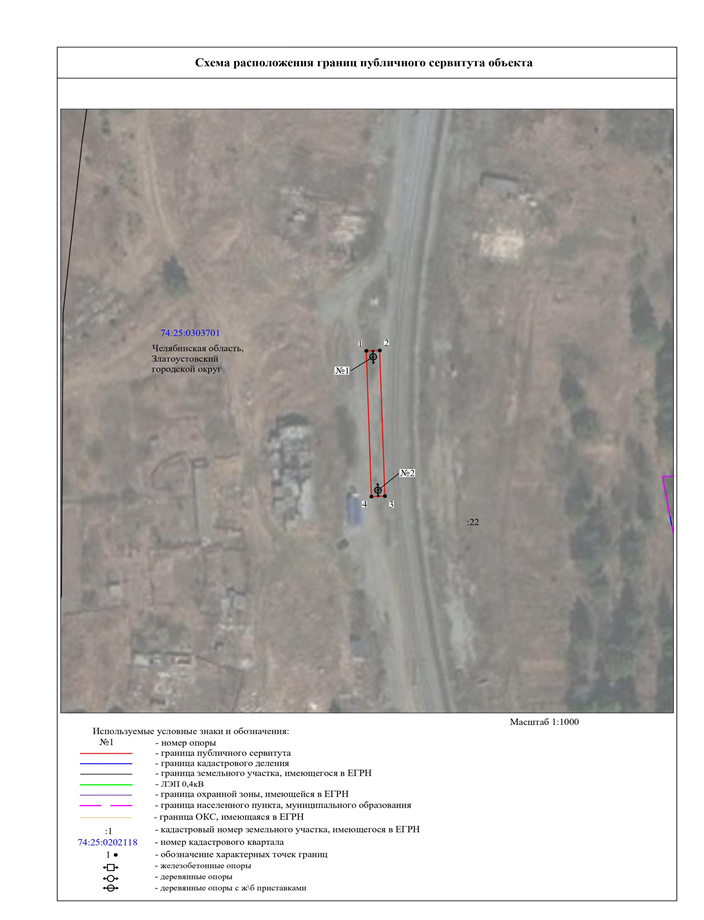 Схема расположения границ публичного сервитута объекта
74:25:0303701
Челябинская область,
Златоустовский
городской округ
1
2
№1
№2
4
3
:22
Масштаб 1:1000
Используемые условные знаки и обозначения:
№1 - номер опоры
- граница публичного сервитута
- граница кадастрового деления
- граница земельного участка, имеющегося в ЕГРН
- ЛЭП 0,4кВ
- граница охранной зоны, имеющейся в ЕГРН
- граница населенного пункта, муниципального образования
- граница ОКС, имеющаяся в ЕГРН
:1 - кадастровый номер земельного участка, имеющегося в ЕГРН
74:25:0202118 - номер кадастрового квартала
1 - обозначение характерных точек границ
- железобетонные опоры
- деревянные опоры
- деревянные опоры с ж\б приставками